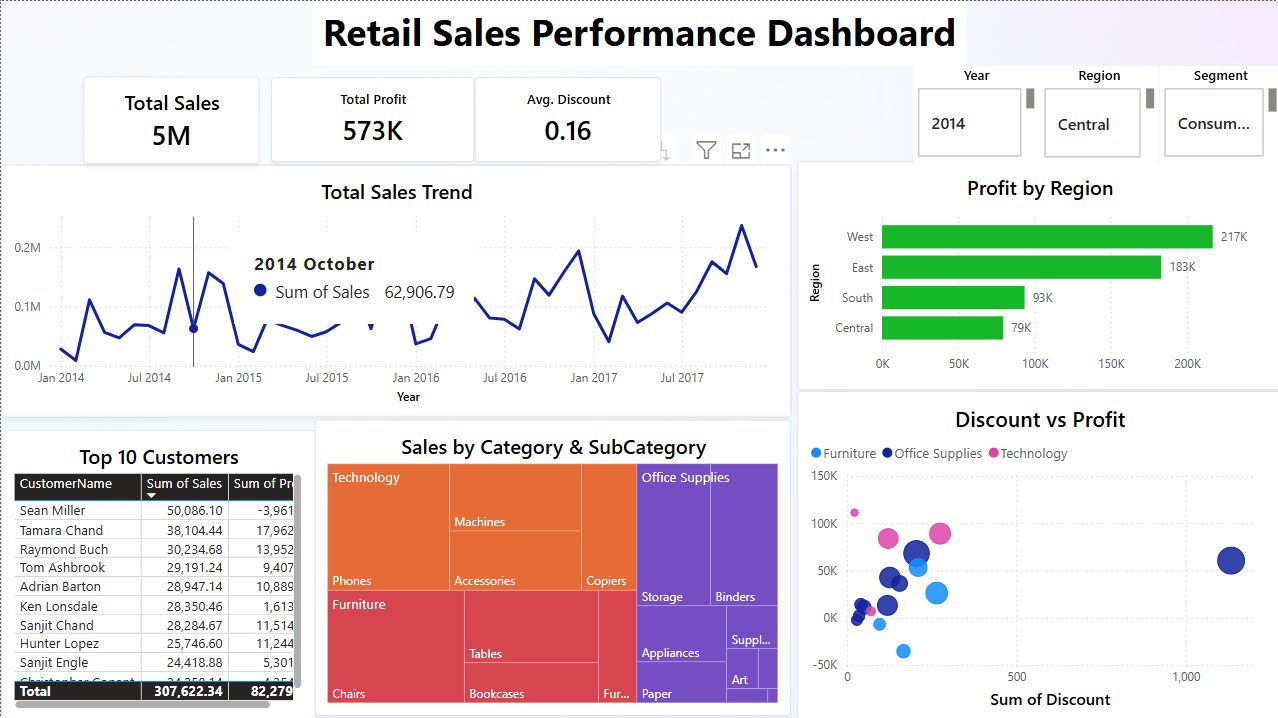 Retail Sales Performance Dashboard
Total Sales
5M
Total Profit
573K
Avg. Discount
0.16
Year
2014
Region
Central
Segment
Consum...
Total Sales Trend
0.2M
0.1M
0.0M
2014 October
Sum of Sales 62,906.79
Jan 2014 Jul 2014 Jan 2015 Jul 2015 Jan 2016 Jul 2016 Jan 2017 Jul 2017
Year
Profit by Region
Region
West 217K
East 183K
South 93K
Central 79K
0K 50K 100K 150K 200K
Top 10 Customers
CustomerName Sum of Sales Sum of Pr
Sean Miller 50,086.10 -3,961
Tamara Chand 38,104.44 17,962
Raymond Buch 30,234.68 13,952
Tom Ashbrook 29,191.24 9,407
Adrian Barton 28,947.14 10,889
Ken Lonsdale 28,350.46 1,613
Sanjit Chand 28,284.67 11,514
Hunter Lopez 25,746.60 11,244
Sanjit Engle 24,418.88 5,301
Total 307,622.34 82,279
Sales by Category & SubCategory
Technology
Phones
Machines
Accessories
Copiers
Furniture
Chairs
Tables
Bookcases
Fur...
Office Supplies
Storage
Binders
Appliances
Paper
Suppl...
Art
Discount vs Profit
Furniture Office Supplies Technology
150K
100K
50K
0K
-50K
0 500 1,000
Sum of Discount